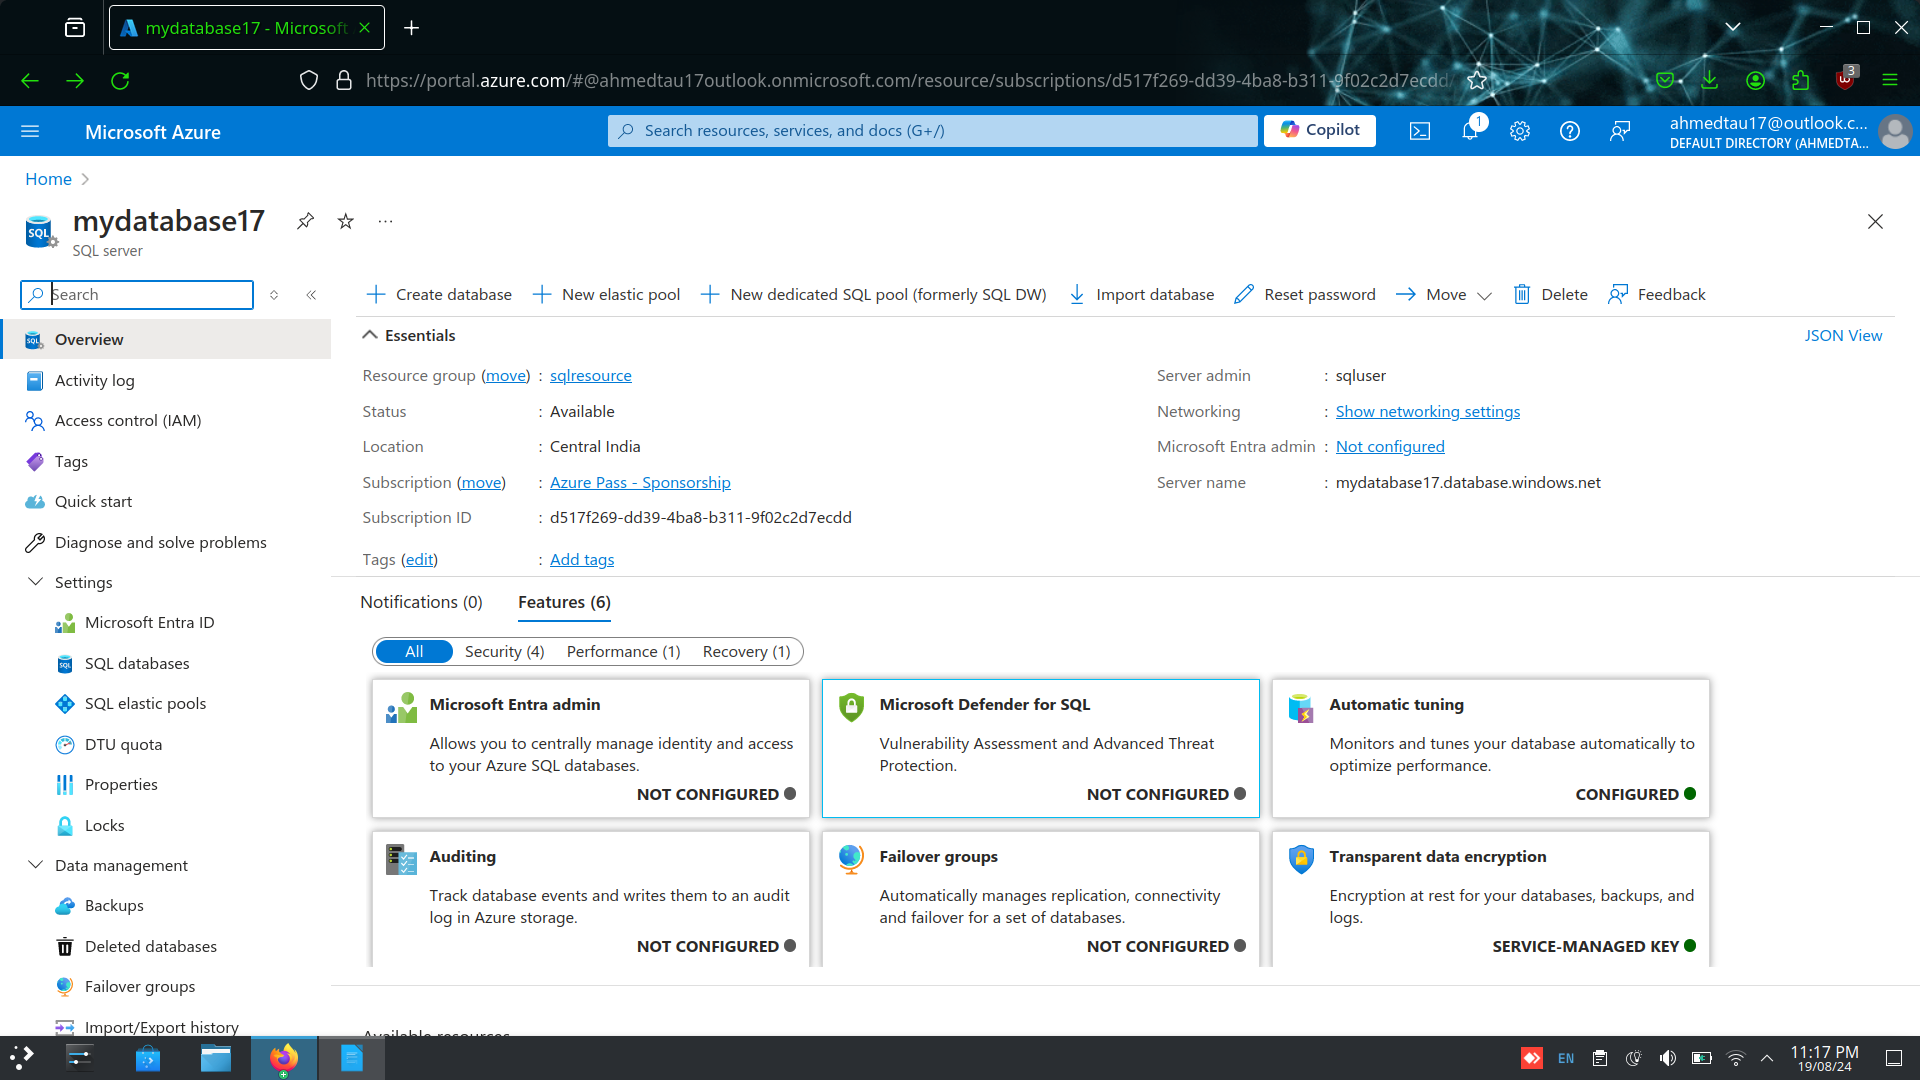 mydatabase17 - Microsoft
https://portal.azure.com/#@ahmedtau17outlook.onmicrosoft.com/resource/subscriptions/d517f269-dd39-4ba8-b311-9f02c2d7ecdd
3
Microsoft Azure
Search resources, services, and docs (G+/)
Copilot
1
ahmedtau17@outlook.c...
DEFAULT DIRECTORY (AHMEDTA...
Home
mydatabase17
SQL server
Search
Create database
New elastic pool
New dedicated SQL pool (formerly SQL DW)
Import database
Reset password
Move
Delete
Feedback
Overview
Activity log
Access control (IAM)
Tags
Quick start
Diagnose and solve problems
Settings
Microsoft Entra ID
SQL databases
SQL elastic pools
DTU quota
Properties
Locks
Data management
Backups
Deleted databases
Failover groups
Import/Export history
Essentials
JSON View
Resource group (move) : sqlresource
Status : Available
Location : Central India
Subscription (move) : Azure Pass - Sponsorship
Subscription ID : d517f269-dd39-4ba8-b311-9f02c2d7ecdd
Tags (edit) : Add tags
Server admin : sqluser
Networking : Show networking settings
Microsoft Entra admin : Not configured
Server name : mydatabase17.database.windows.net
Notifications (0)
Features (6)
All
Security (4)
Performance (1)
Recovery (1)
Microsoft Entra admin
Allows you to centrally manage identity and access
to your Azure SQL databases.
NOT CONFIGURED
Microsoft Defender for SQL
Vulnerability Assessment and Advanced Threat
Protection.
NOT CONFIGURED
Automatic tuning
Monitors and tunes your database automatically to
optimize performance.
CONFIGURED
Auditing
Track database events and writes them to an audit
log in Azure storage.
NOT CONFIGURED
Failover groups
Automatically manages replication, connectivity
and failover for a set of databases.
NOT CONFIGURED
Transparent data encryption
Encryption at rest for your databases, backups, and
logs.
SERVICE-MANAGED KEY
Available resources
EN
11:17 PM
19/08/24